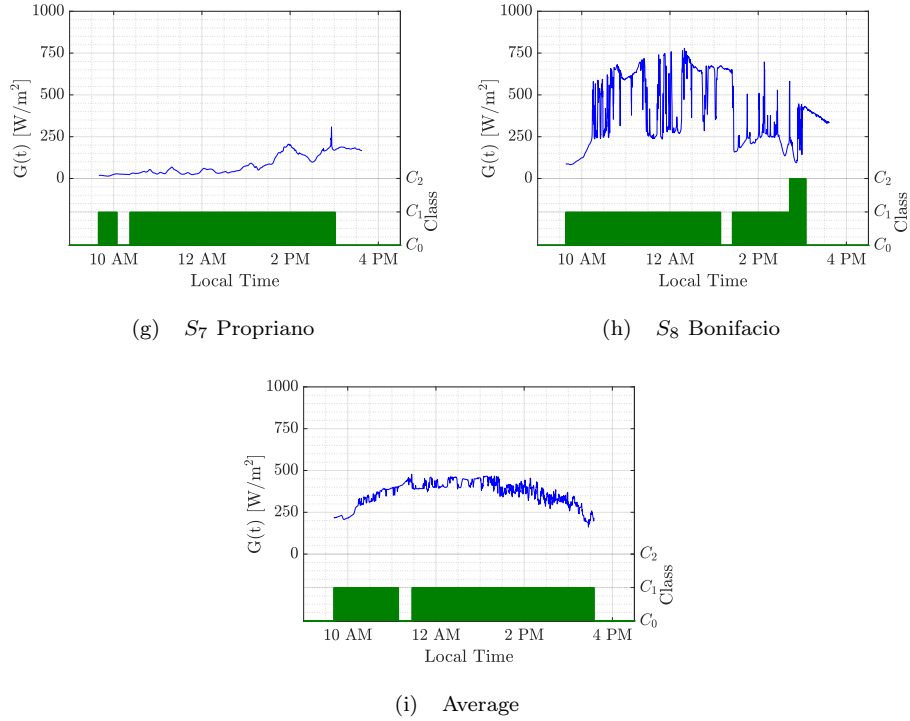 1000
750
500
250
0
G(t) [W/m²]
C₂
C₁
C₀
Class
10 AM 12 AM 2 PM 4 PM
Local Time
(g) S₇ Propriano
1000
750
500
250
0
G(t) [W/m²]
C₂
C₁
C₀
Class
10 AM 12 AM 2 PM 4 PM
Local Time
(h) S₈ Bonifacio
1000
750
500
250
0
G(t) [W/m²]
C₂
C₁
C₀
Class
10 AM 12 AM 2 PM 4 PM
Local Time
(i) Average